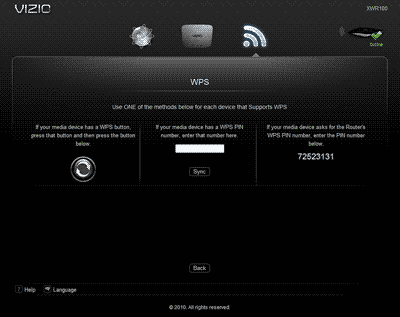 VIZIO
XWR100
Online
WPS
Use ONE of the methods below for each device that Supports WPS
If your media device has a WPS button, press that button and then press the button below.
If your media device has a WPS PIN number, enter that number here.
Sync
If your media device asks for the Router's WPS PIN number, enter the PIN number below.
72523131
Back
? Help
Language
© 2010. All rights reserved.